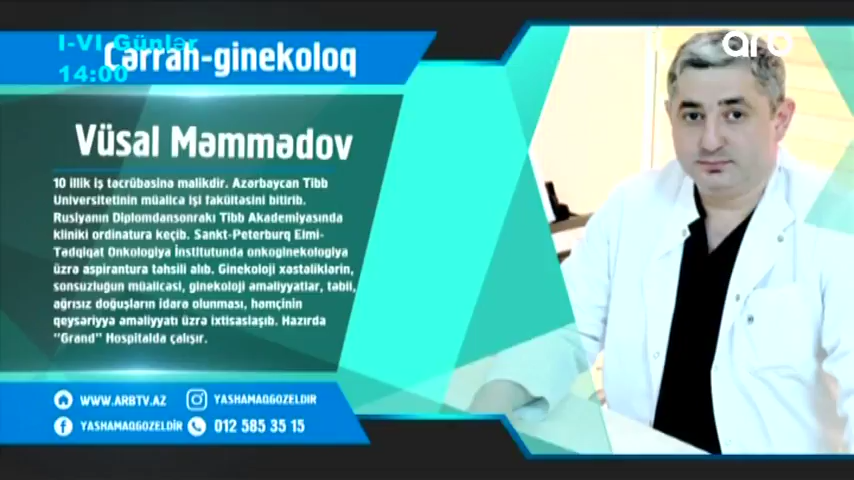 I-VI Günlər
14:00
Cərrah-ginekoloq
arb
Vüsal Məmmədov
10 illik iş təcrübəsinə malikdir. Azərbaycan Tibb
Universitetinin müalicə işi fakültəsini bitirib.
Rusiyanın Diplomdansonrakı Tibb Akademiyasında
kliniki ordinatura keçib. Sankt-Peterburq Elmi-
Tədqiqat Onkologiya İnstitutunda onkoginekologiya
üzrə aspirantura təhsili alıb. Ginekoloji xəstəliklərin,
sonsuzluğun müalicəsi, ginekoloji əməliyyatlar, təbii,
ağrısız doğuşların idarə olunması, həmçinin
qeysəriyyə əməliyyatı üzrə ixtisaslaşıb. Hazırda
"Grand" Hospitalda çalışır.
WWW.ARBTV.AZ
YASHAMAQGOZELDIR
YASHAMAQGOZELDİR
012 585 35 15